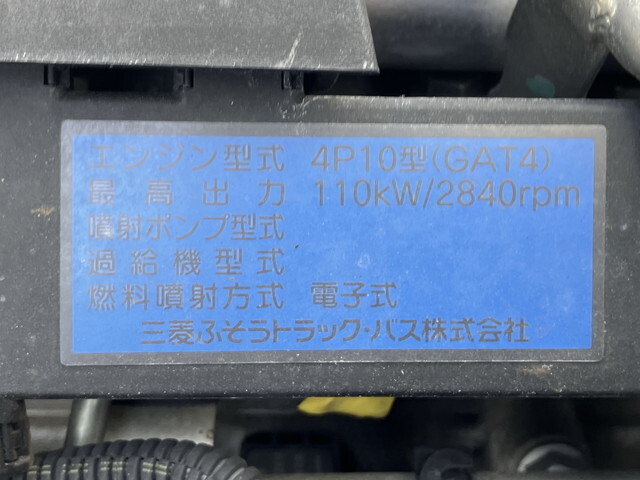 エンジン型式 4P10型(GAT4)
最高出力 110kW/2840rpm
噴射ポンプ型式
過給機型式
燃料噴射方式 電子式
三菱ふそうトラック・バス株式会社